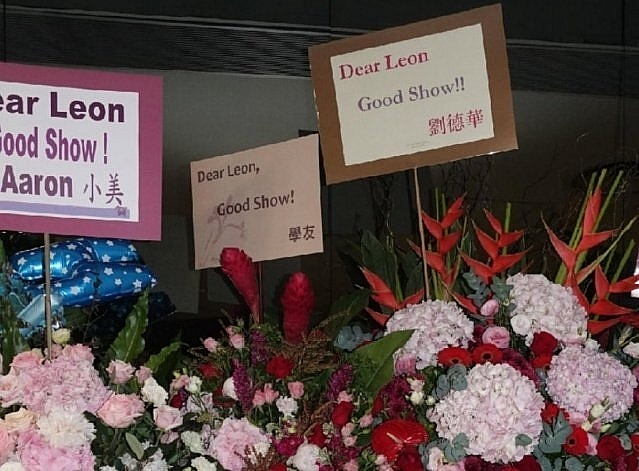 ear Leon
Good Show !
Aaron 小美
Dear Leon,
Good Show!
學友
Dear Leon
Good Show!!
劉德華